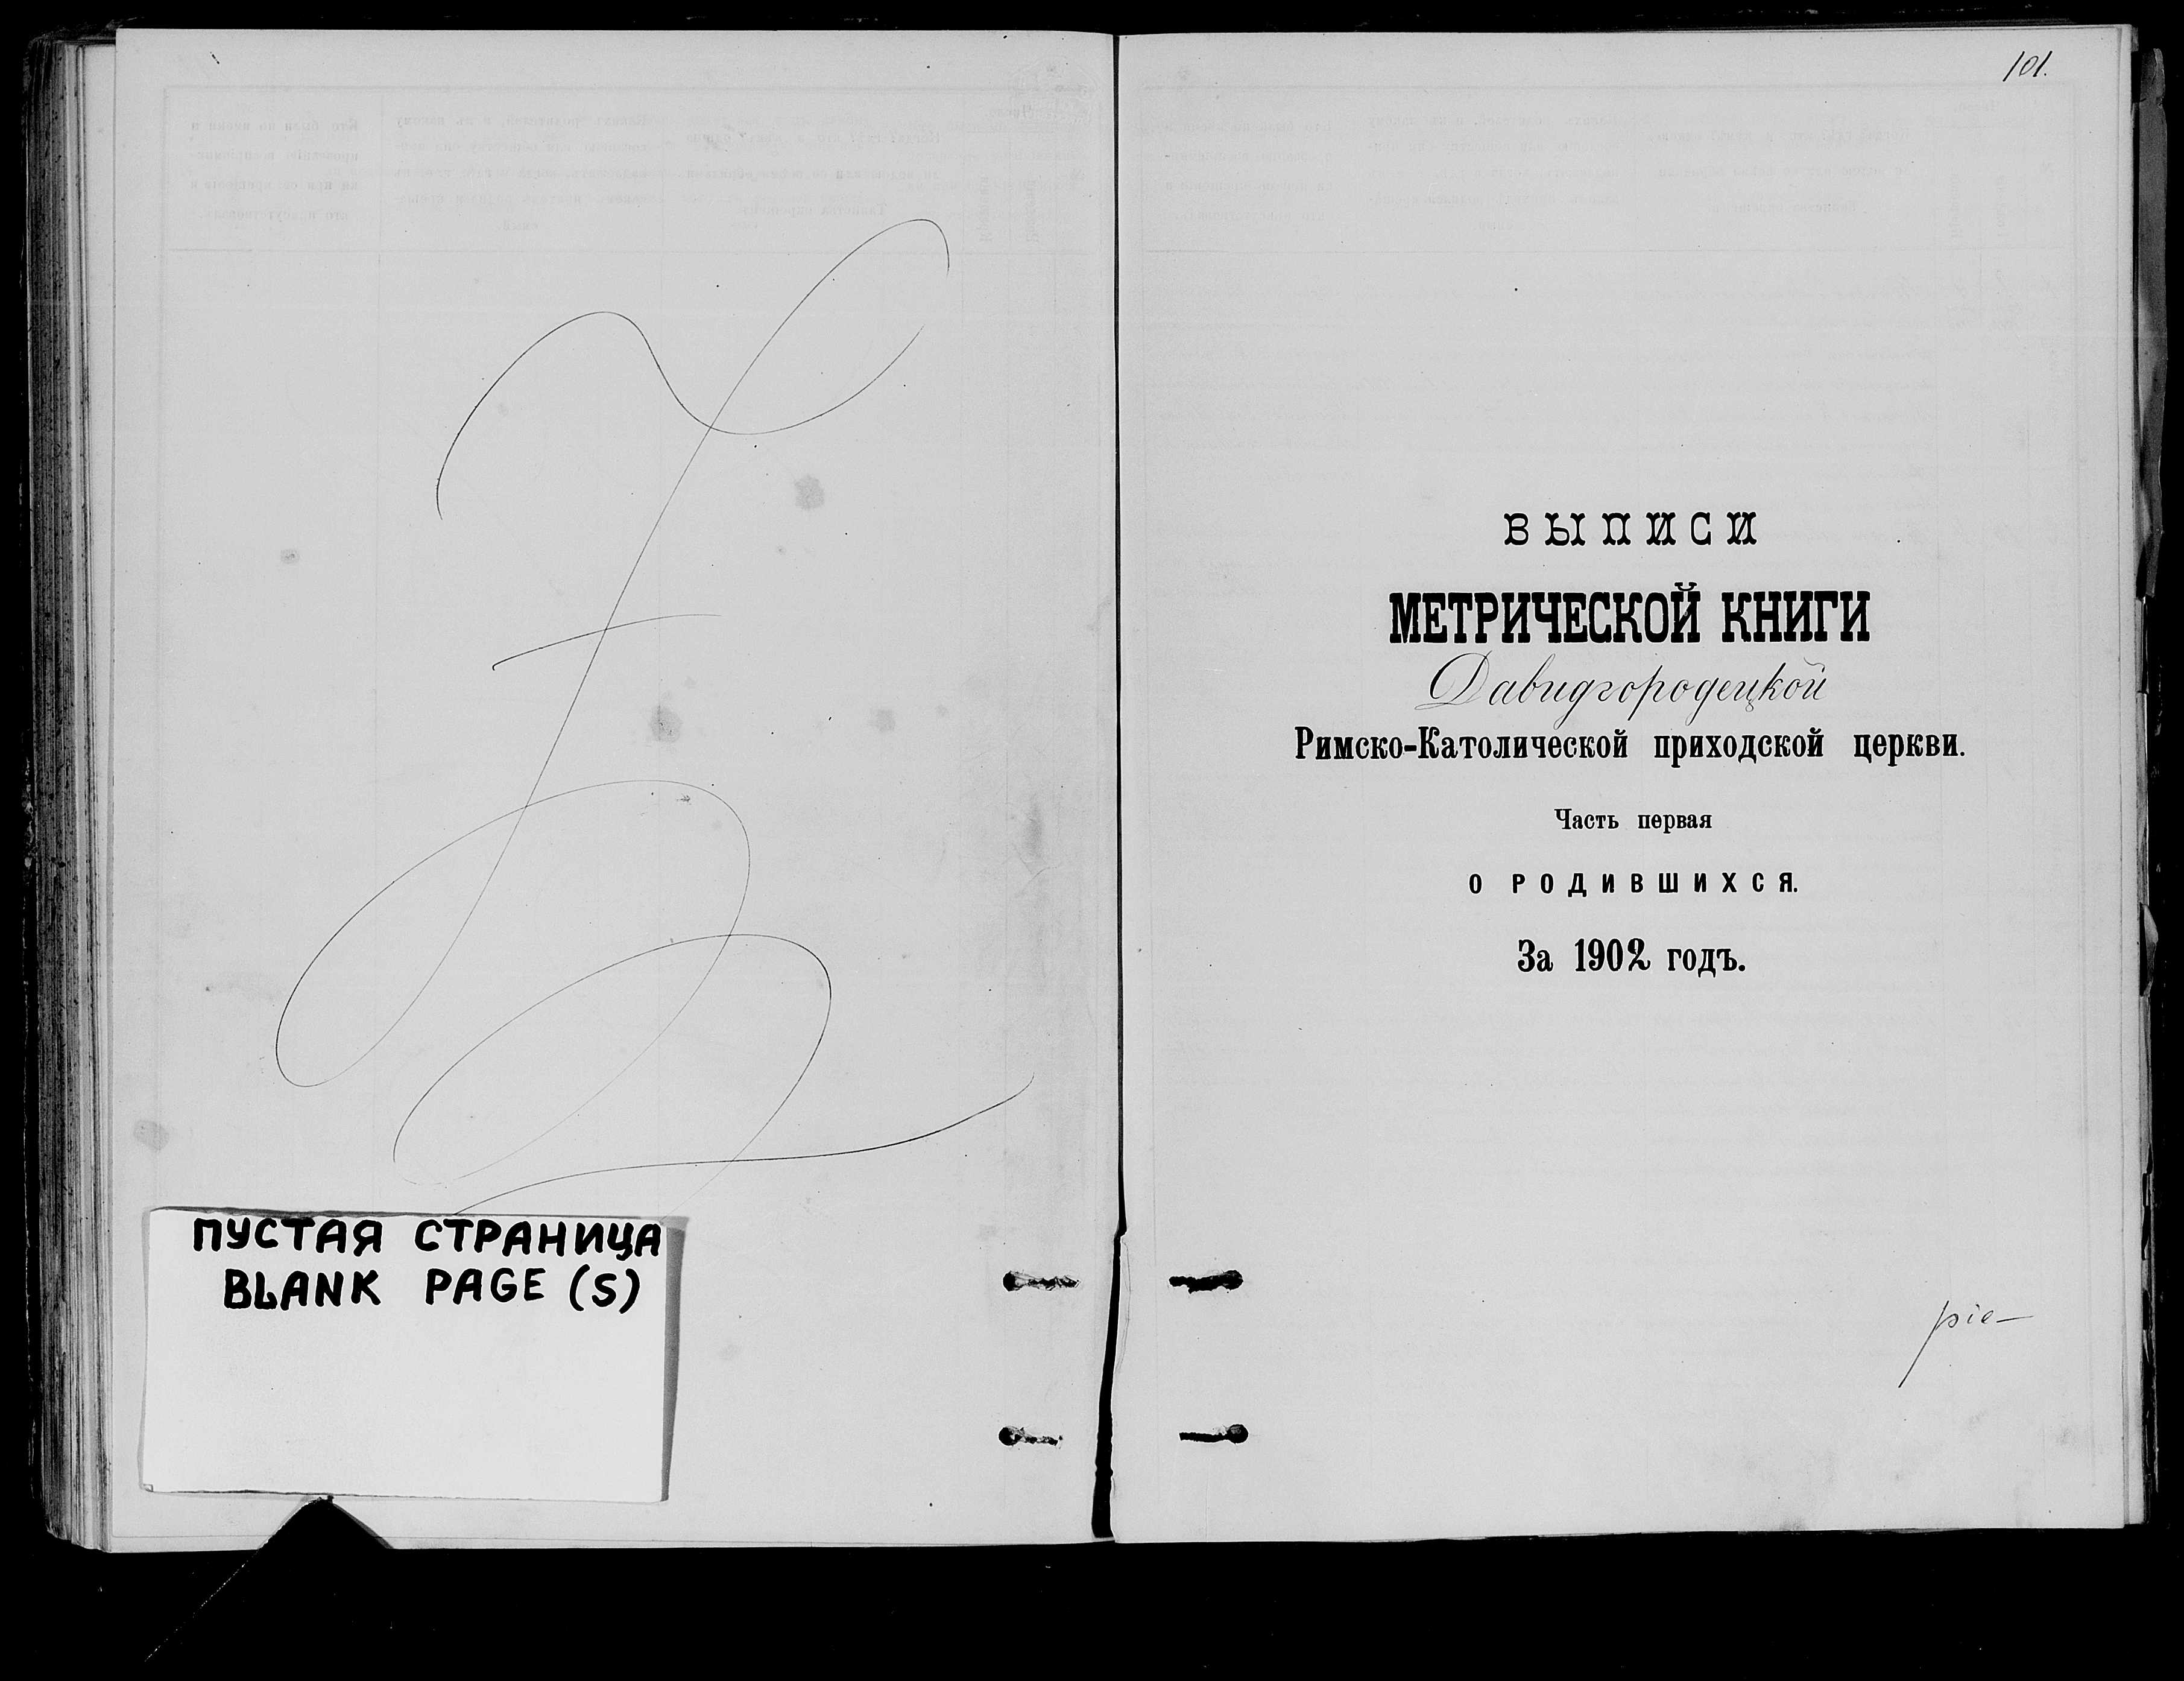 ПУСТАЯ СТРАНИЦА
BLANK PAGE (S)
101.
ВЫПИСИ
МЕТРИЧЕСКОЙ КНИГИ
Давидгородецкой
Римско-Католической приходской церкви.
Часть первая
О РОДИВШИХСЯ.
За 1902 годъ.